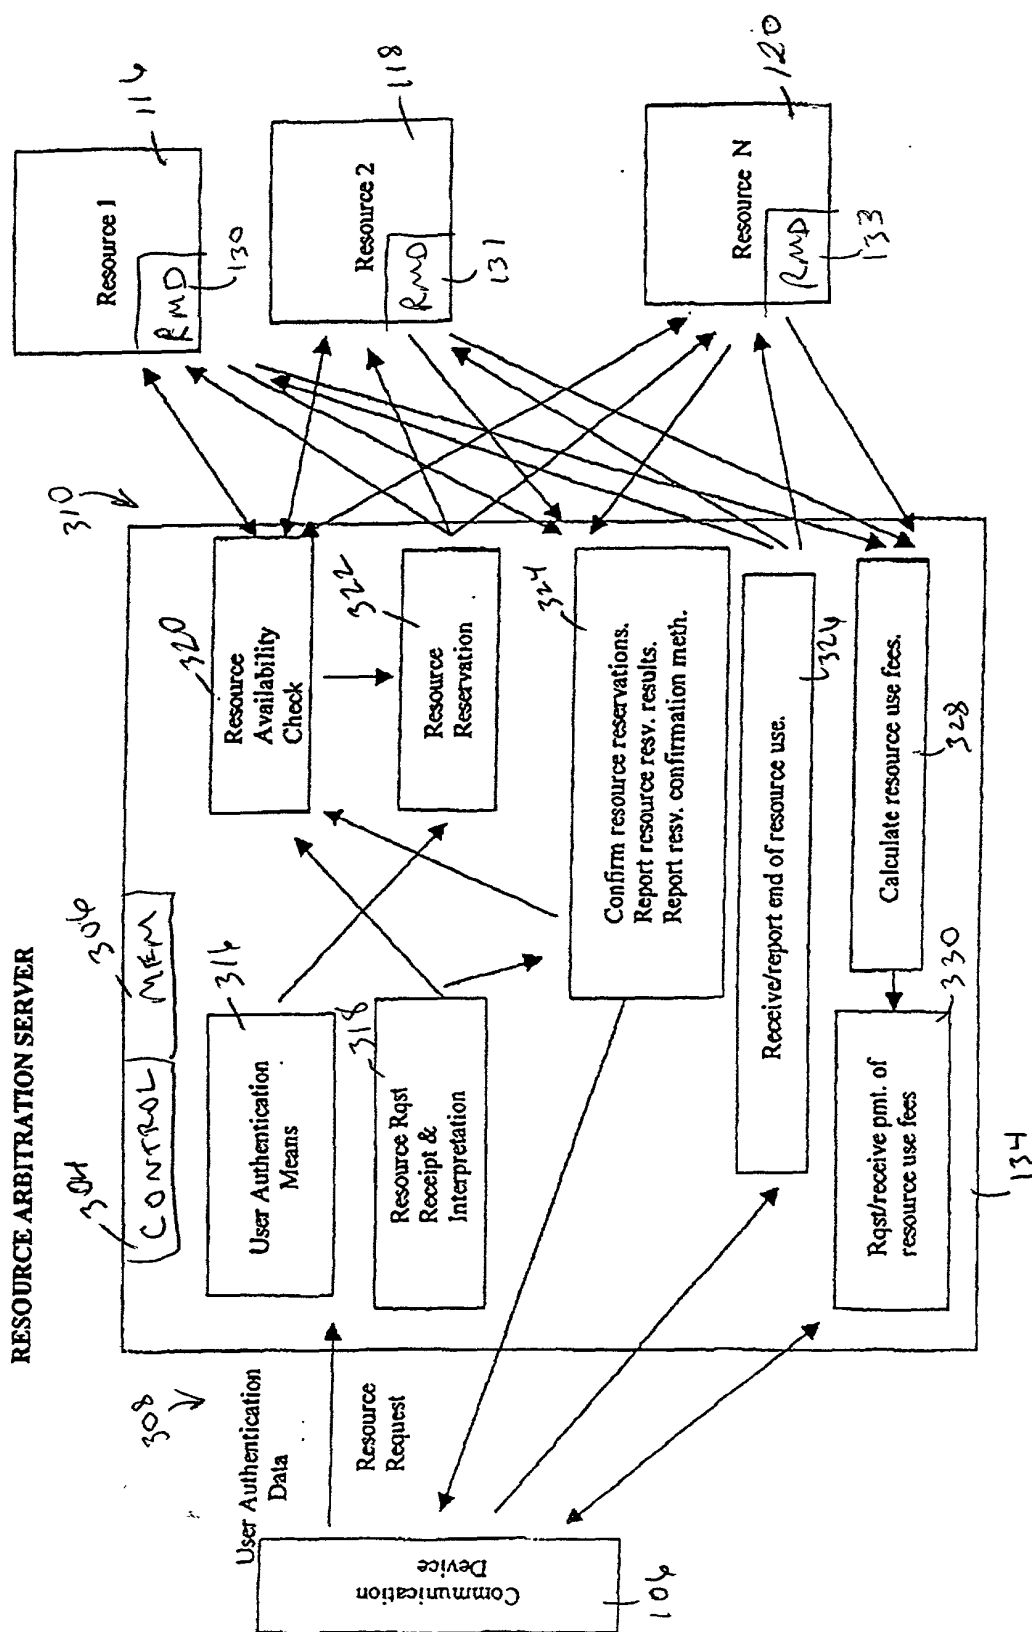 RESOURCE ARBITRATION SERVER
308
310
304
CONTROL
306
MEM
User Authentication
Data
Resource
Request
Communication
Device
106
316
User Authentication
Means
318
Resource Rqst
Receipt &
Interpretation
320
Resource
Availability
Check
322
Resource
Reservation
324
Confirm resource reservations.
Report resource resv. results.
Report resv. confirmation meth.
Receive/report end of resource use.
326
Rqst/receive pmt. of
resource use fees
330
Calculate resource use fees.
328
134
Resource 1
116
RMD
130
Resource 2
118
RMD
131
Resource N
120
RMD
133